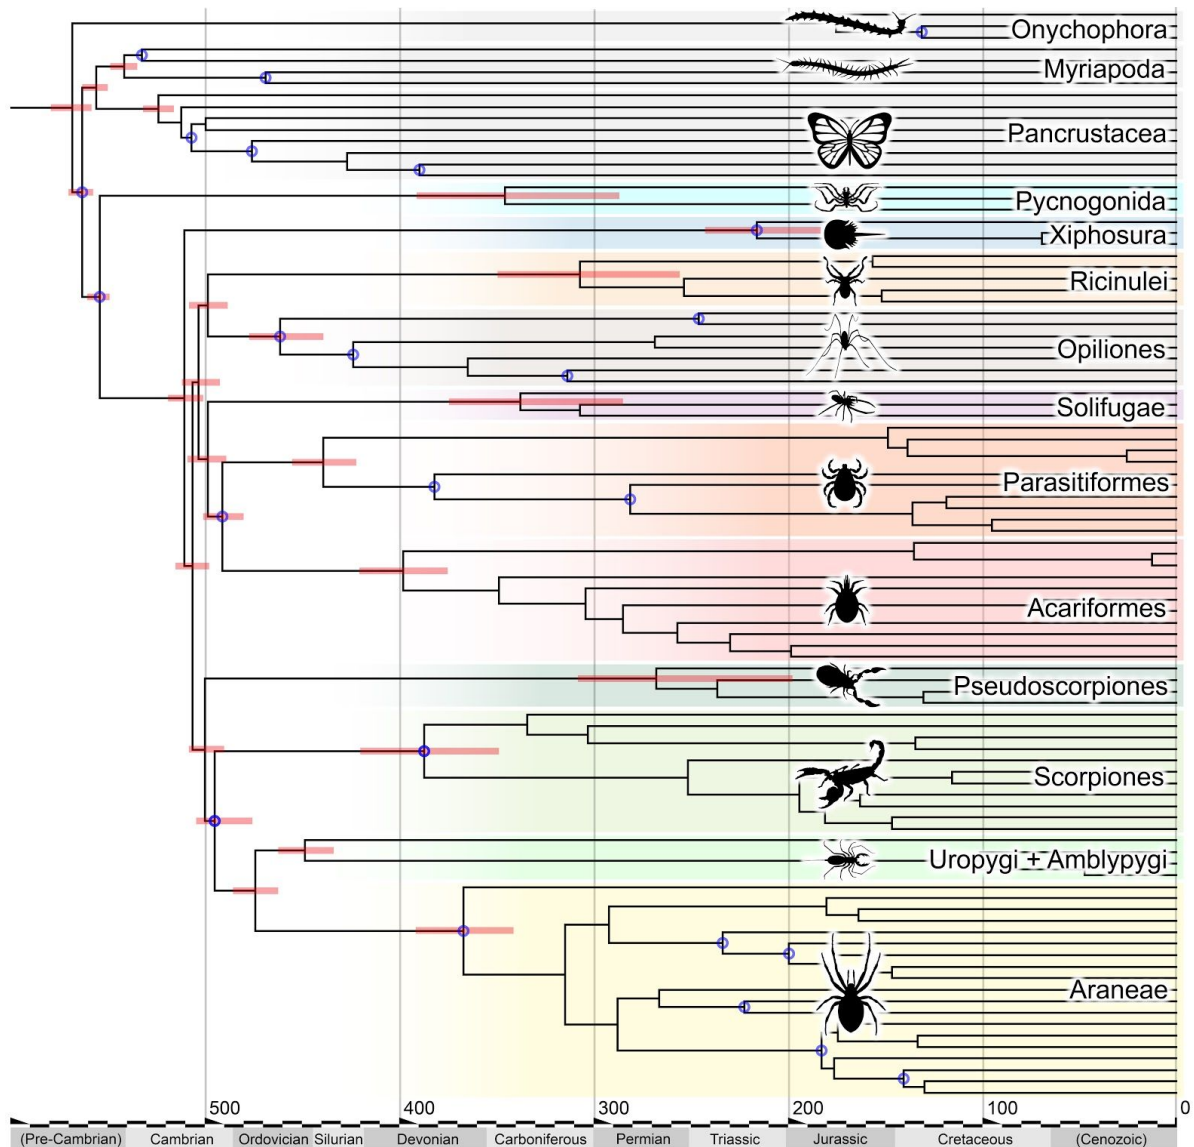 Onychophora
Myriapoda
Pancrustacea
Pycnogonida
Xiphosura
Ricinulei
Opiliones
Solifugae
Parasitiformes
Acariformes
Pseudoscorpiones
Scorpiones
Uropygi + Amblypygi
Araneae
500 400 300 200 100 0
(Pre-Cambrian) Cambrian Ordovician Silurian Devonian Carboniferous Permian Triassic Jurassic Cretaceous (Cenozoic)